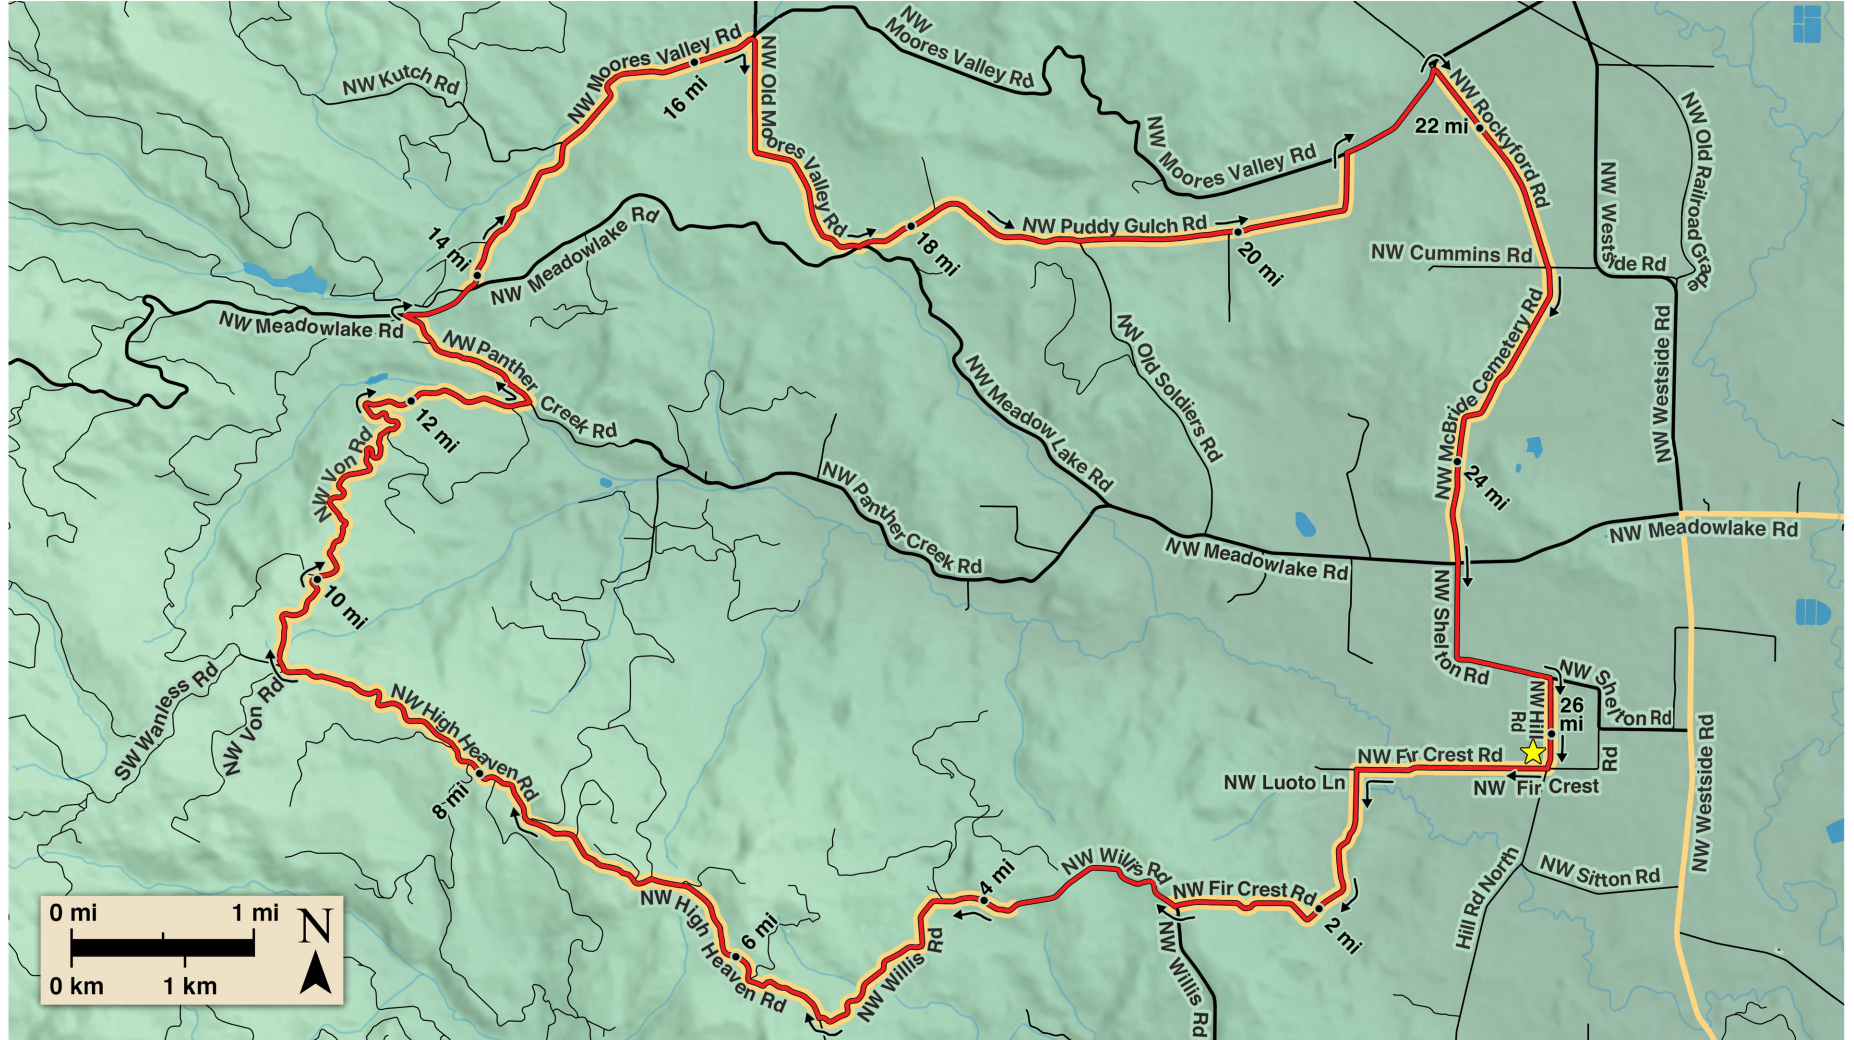 NW Moores Valley Rd
NW
Moores Valley Rd
NW Kutch Rd
16 mi
NW Old Moores Valley Rd
NW Rockyford Rd
22 mi
NW Old Railroad Grade
NW Moores Valley Rd
NW Westside Rd
14 mi
NW Meadowlake Rd
NW Puddy Gulch Rd
18 mi
20 mi
NW Cummins Rd
NW Meadowlake Rd
NW Panther Creek Rd
NW Old Soldiers Rd
NW McBride Cemetery Rd
NW Westside Rd
12 mi
NW Von Rd
NW Meadow Lake Rd
24 mi
NW Panther Creek Rd
NW Meadowlake Rd
NW Meadowlake Rd
10 mi
NW Shelton Rd
NW Shelton Rd
SW Wanless Rd
NW Von Rd
NW High Heaven Rd
NW Hill
Rd
26
mi
NW Fir Crest Rd
NW Luoto Ln
NW Fir Crest
Rd
NW Westside Rd
8 mi
NW Willis Rd
4 mi
NW Fir Crest Rd
2 mi
NW Sitton Rd
Hill Rd North
NW High Heaven Rd
6 mi
NW Willis Rd
NW Willis Rd
0 mi
1 mi
N
0 km
1 km